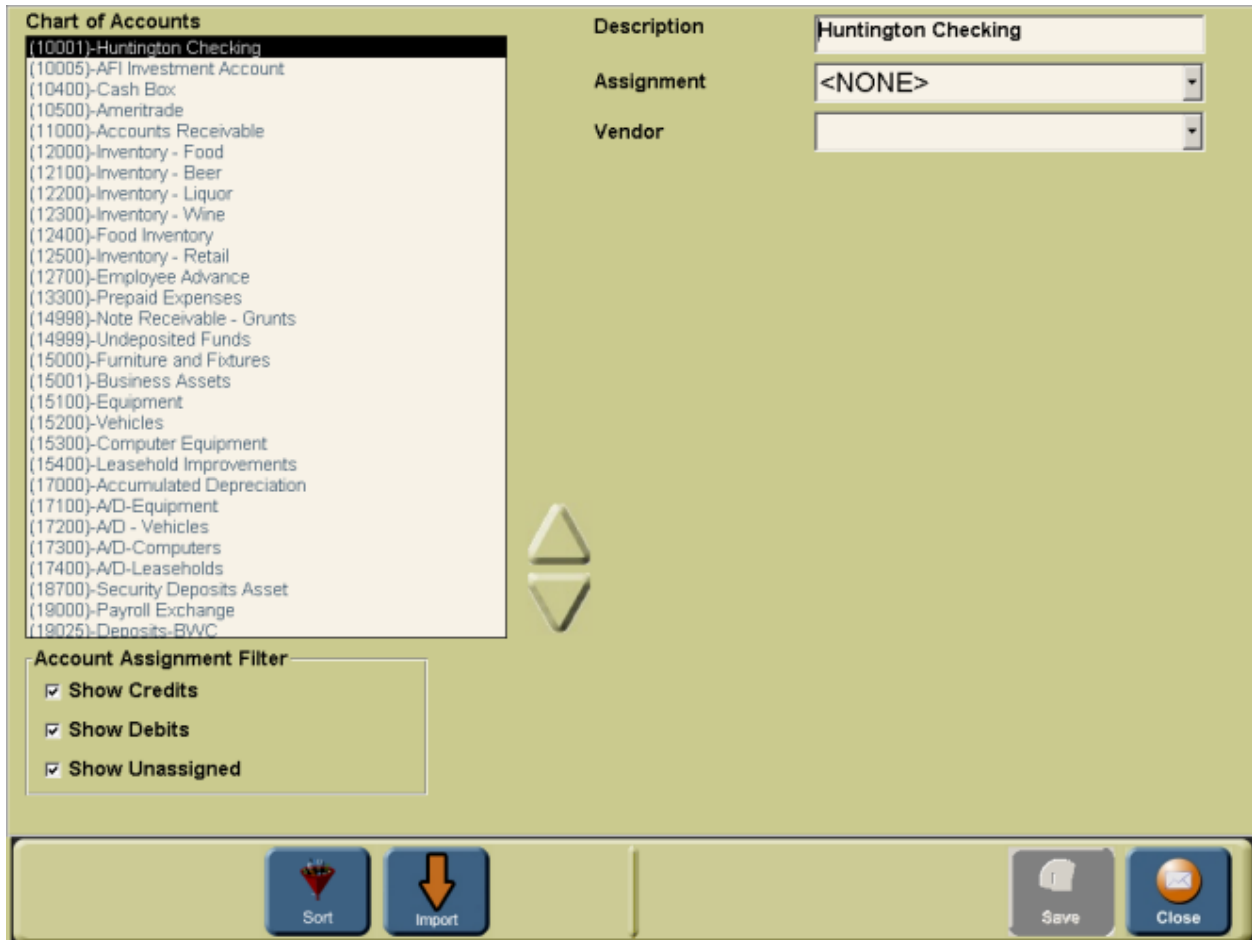 Chart of Accounts
(10001)-Huntington Checking
(10005)-AFI Investment Account
(10400)-Cash Box
(10500)-Ameritrade
(11000)-Accounts Receivable
(12000)-Inventory - Food
(12100)-Inventory - Beer
(12200)-Inventory - Liquor
(12300)-Inventory - Wine
(12400)-Food Inventory
(12500)-Inventory - Retail
(12700)-Employee Advance
(13300)-Prepaid Expenses
(14998)-Note Receivable - Grunts
(14999)-Undeposited Funds
(15000)-Furniture and Fixtures
(15001)-Business Assets
(15100)-Equipment
(15200)-Vehicles
(15300)-Computer Equipment
(15400)-Leasehold Improvements
(17000)-Accumulated Depreciation
(17100)-A/D-Equipment
(17200)-A/D - Vehicles
(17300)-A/D-Computers
(17400)-A/D-Leaseholds
(18700)-Security Deposits Asset
(19000)-Payroll Exchange
(19025)-Deposits-BWC
Description
Huntington Checking
Assignment
<NONE>
Vendor
Account Assignment Filter
Show Credits
Show Debits
Show Unassigned
Sort
Import
Save
Close